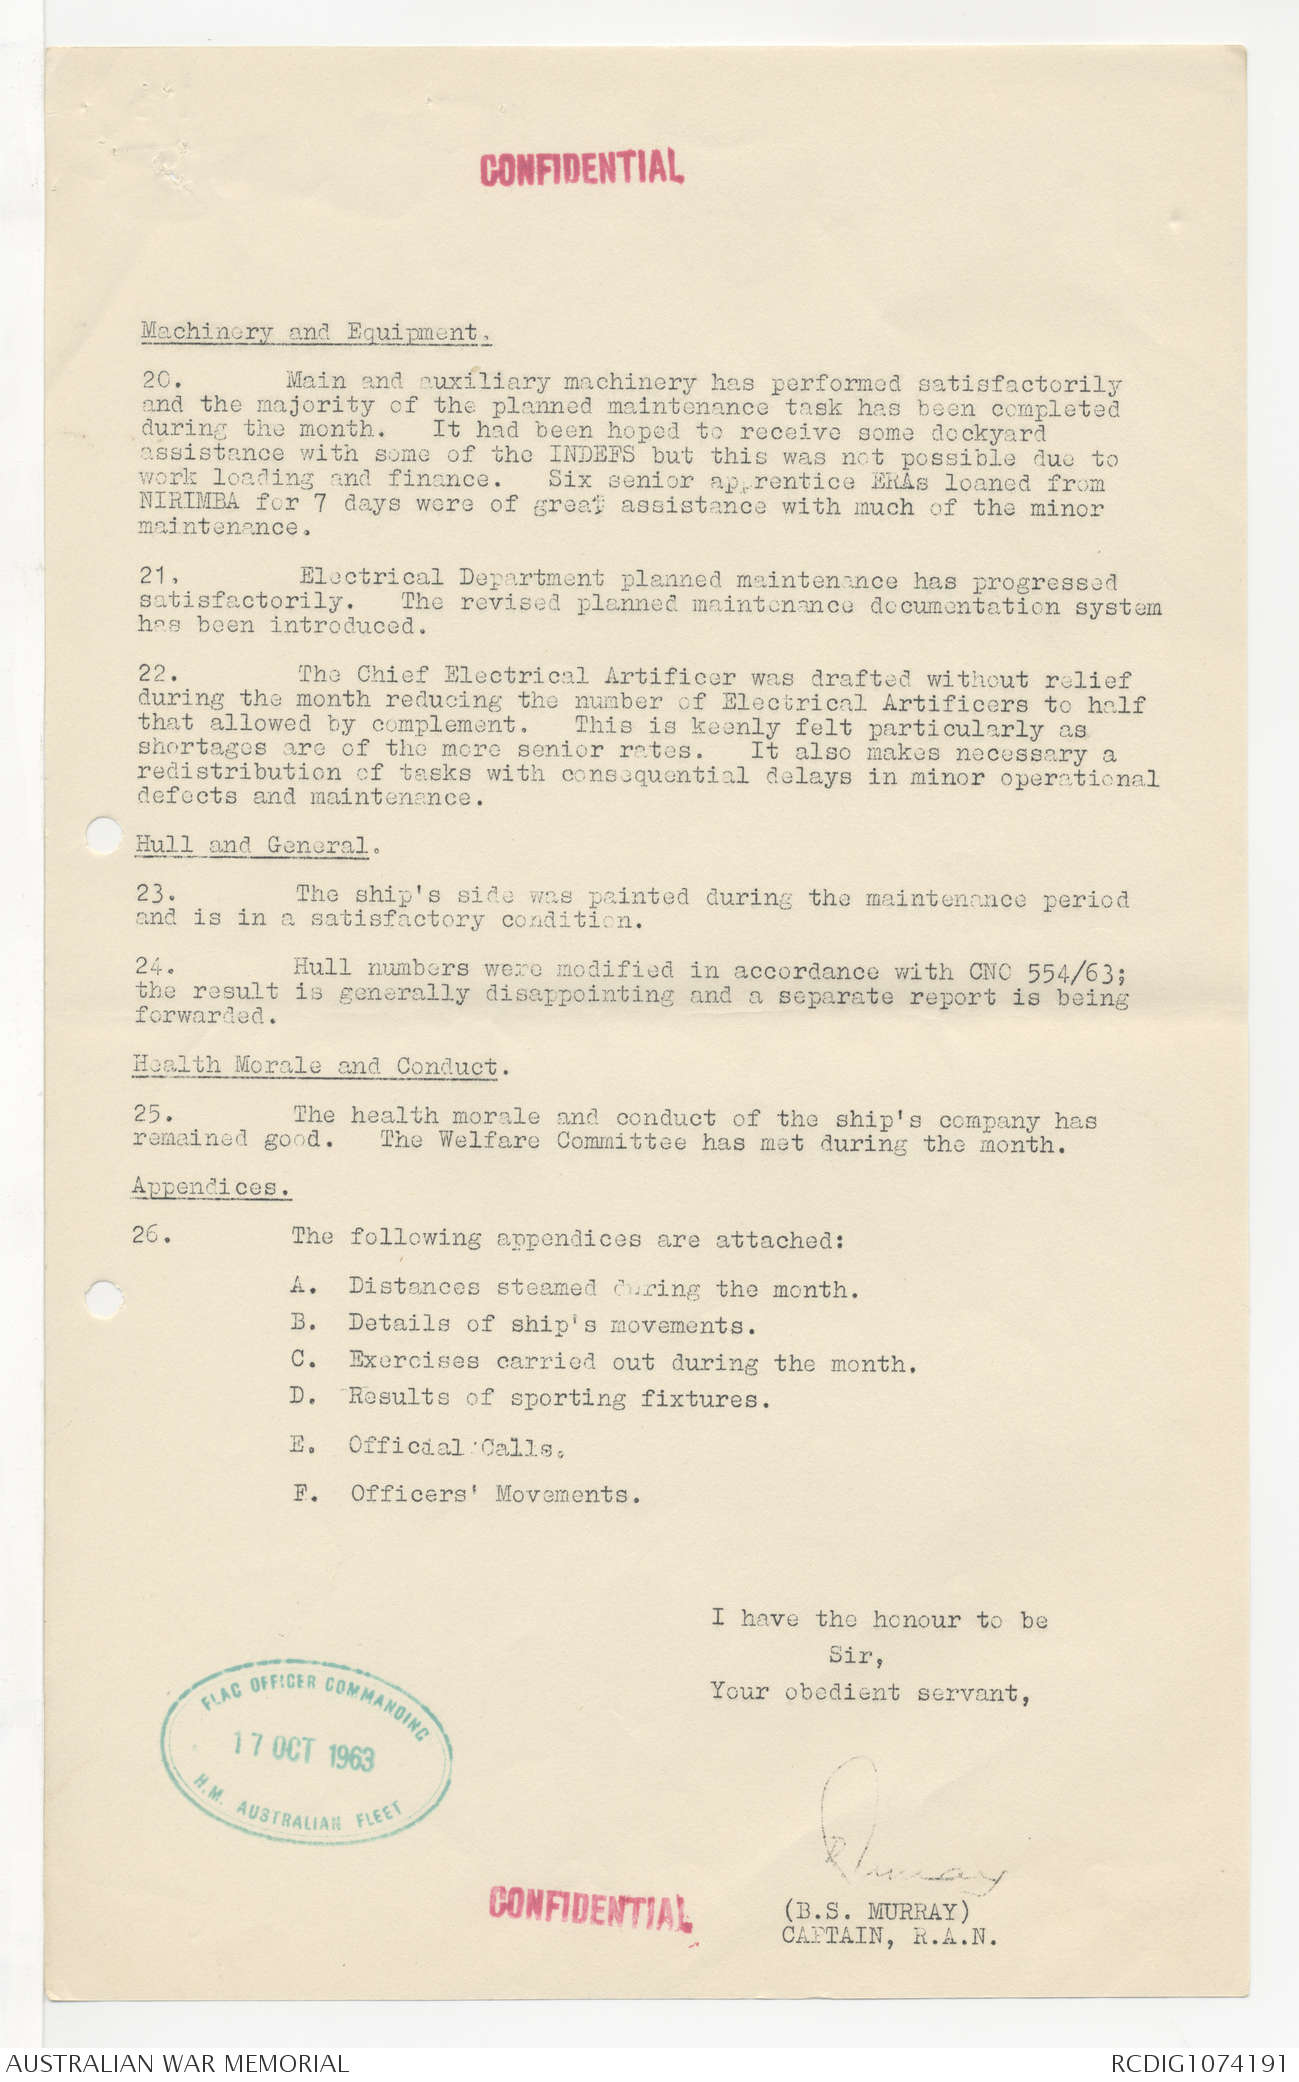 CONFIDENTIAL
Machinery and Equipment.
20. Main and auxiliary machinery has performed satisfactorily
and the majority of the planned maintenance task has been completed
during the month. It had been hoped to receive some dockyard
assistance with some of the INDEFS but this was not possible due to
work loading and finance. Six senior apprentice ERAs loaned from
NIRIMBA for 7 days were of great assistance with much of the minor
maintenance.
21. Electrical Department planned maintenance has progressed
satisfactorily. The revised planned maintenance documentation system
has been introduced.
22. The Chief Electrical Artificer was drafted without relief
during the month reducing the number of Electrical Artificers to half
that allowed by complement. This is keenly felt particularly as
shortages are of the more senior rates. It also makes necessary a
redistribution of tasks with consequential delays in minor operational
defects and maintenance.
Hull and General.
23. The ship's side was painted during the maintenance period
and is in a satisfactory condition.
24. Hull numbers were modified in accordance with CNO 554/63;
the result is generally disappointing and a separate report is being
forwarded.
Health Morale and Conduct.
25. The health morale and conduct of the ship's company has
remained good. The Welfare Committee has met during the month.
Appendices.
26. The following appendices are attached:
A. Distances steamed during the month.
B. Details of ship's movements.
C. Exercises carried out during the month.
D. Results of sporting fixtures.
E. Official Calls.
F. Officers' Movements.
I have the honour to be
Sir,
Your obedient servant,
FLAG OFFICER COMMANDING
17 OCT 1963
H.M. AUSTRALIAN FLEET
BSMurray
(B.S. MURRAY)
CAPTAIN, R.A.N.
CONFIDENTIAL
AUSTRALIAN WAR MEMORIAL
RCDIG1074191